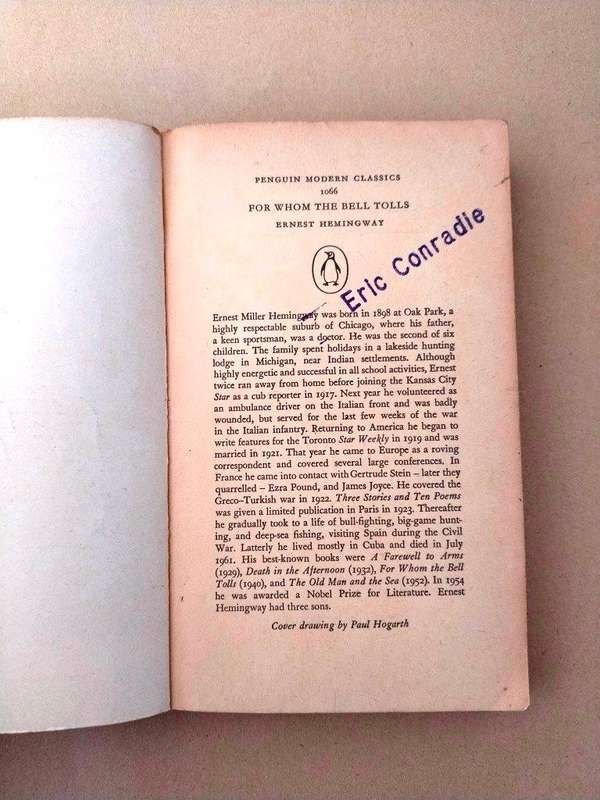 PENGUIN MODERN CLASSICS
1066
FOR WHOM THE BELL TOLLS
ERNEST HEMINGWAY
Eric Conradie
Ernest Miller Hemingway was born in 1898 at Oak Park, a
highly respectable suburb of Chicago, where his father,
a keen sportsman, was a doctor. He was the second of six
children. The family spent holidays in a lakeside hunting
lodge in Michigan, near Indian settlements. Although
highly energetic and successful in all school activities, Ernest
twice ran away from home before joining the Kansas City
Star as a cub reporter in 1917. Next year he volunteered as
an ambulance driver on the Italian front and was badly
wounded, but served for the last few weeks of the war
in the Italian infantry. Returning to America he began to
write features for the Toronto Star Weekly in 1919 and was
married in 1921. That year he came to Europe as a roving
correspondent and covered several large conferences. In
France he came into contact with Gertrude Stein – later they
quarrelled – Ezra Pound, and James Joyce. He covered the
Greco-Turkish war in 1922. Three Stories and Ten Poems
was given a limited publication in Paris in 1923. Thereafter
he gradually took to a life of bull-fighting, big-game hunt-
ing, and deep-sea fishing, visiting Spain during the Civil
War. Latterly he lived mostly in Cuba and died in July
1961. His best-known books were A Farewell to Arms
(1929), Death in the Afternoon (1932), For Whom the Bell
Tolls (1940), and The Old Man and the Sea (1952). In 1954
he was awarded a Nobel Prize for Literature. Ernest
Hemingway had three sons.
Cover drawing by Paul Hogarth